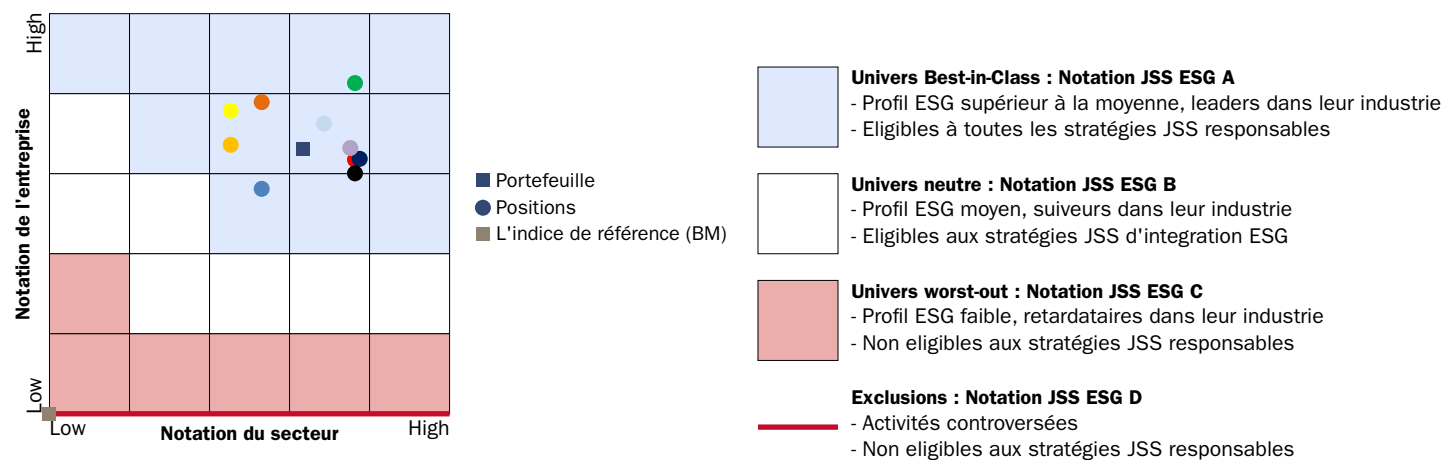 High
Notation de l'entreprise
Low
Low
Notation du secteur
High
Portefeuille
Positions
L'indice de référence (BM)
Univers Best-in-Class : Notation JSS ESG A
- Profil ESG supérieur à la moyenne, leaders dans leur industrie
- Eligibles à toutes les stratégies JSS responsables
Univers neutre : Notation JSS ESG B
- Profil ESG moyen, suiveurs dans leur industrie
- Eligibles aux stratégies JSS d'integration ESG
Univers worst-out : Notation JSS ESG C
- Profil ESG faible, retardataires dans leur industrie
- Non eligibles aux stratégies JSS responsables
Exclusions : Notation JSS ESG D
- Activités controversées
- Non eligibles aux stratégies JSS responsables